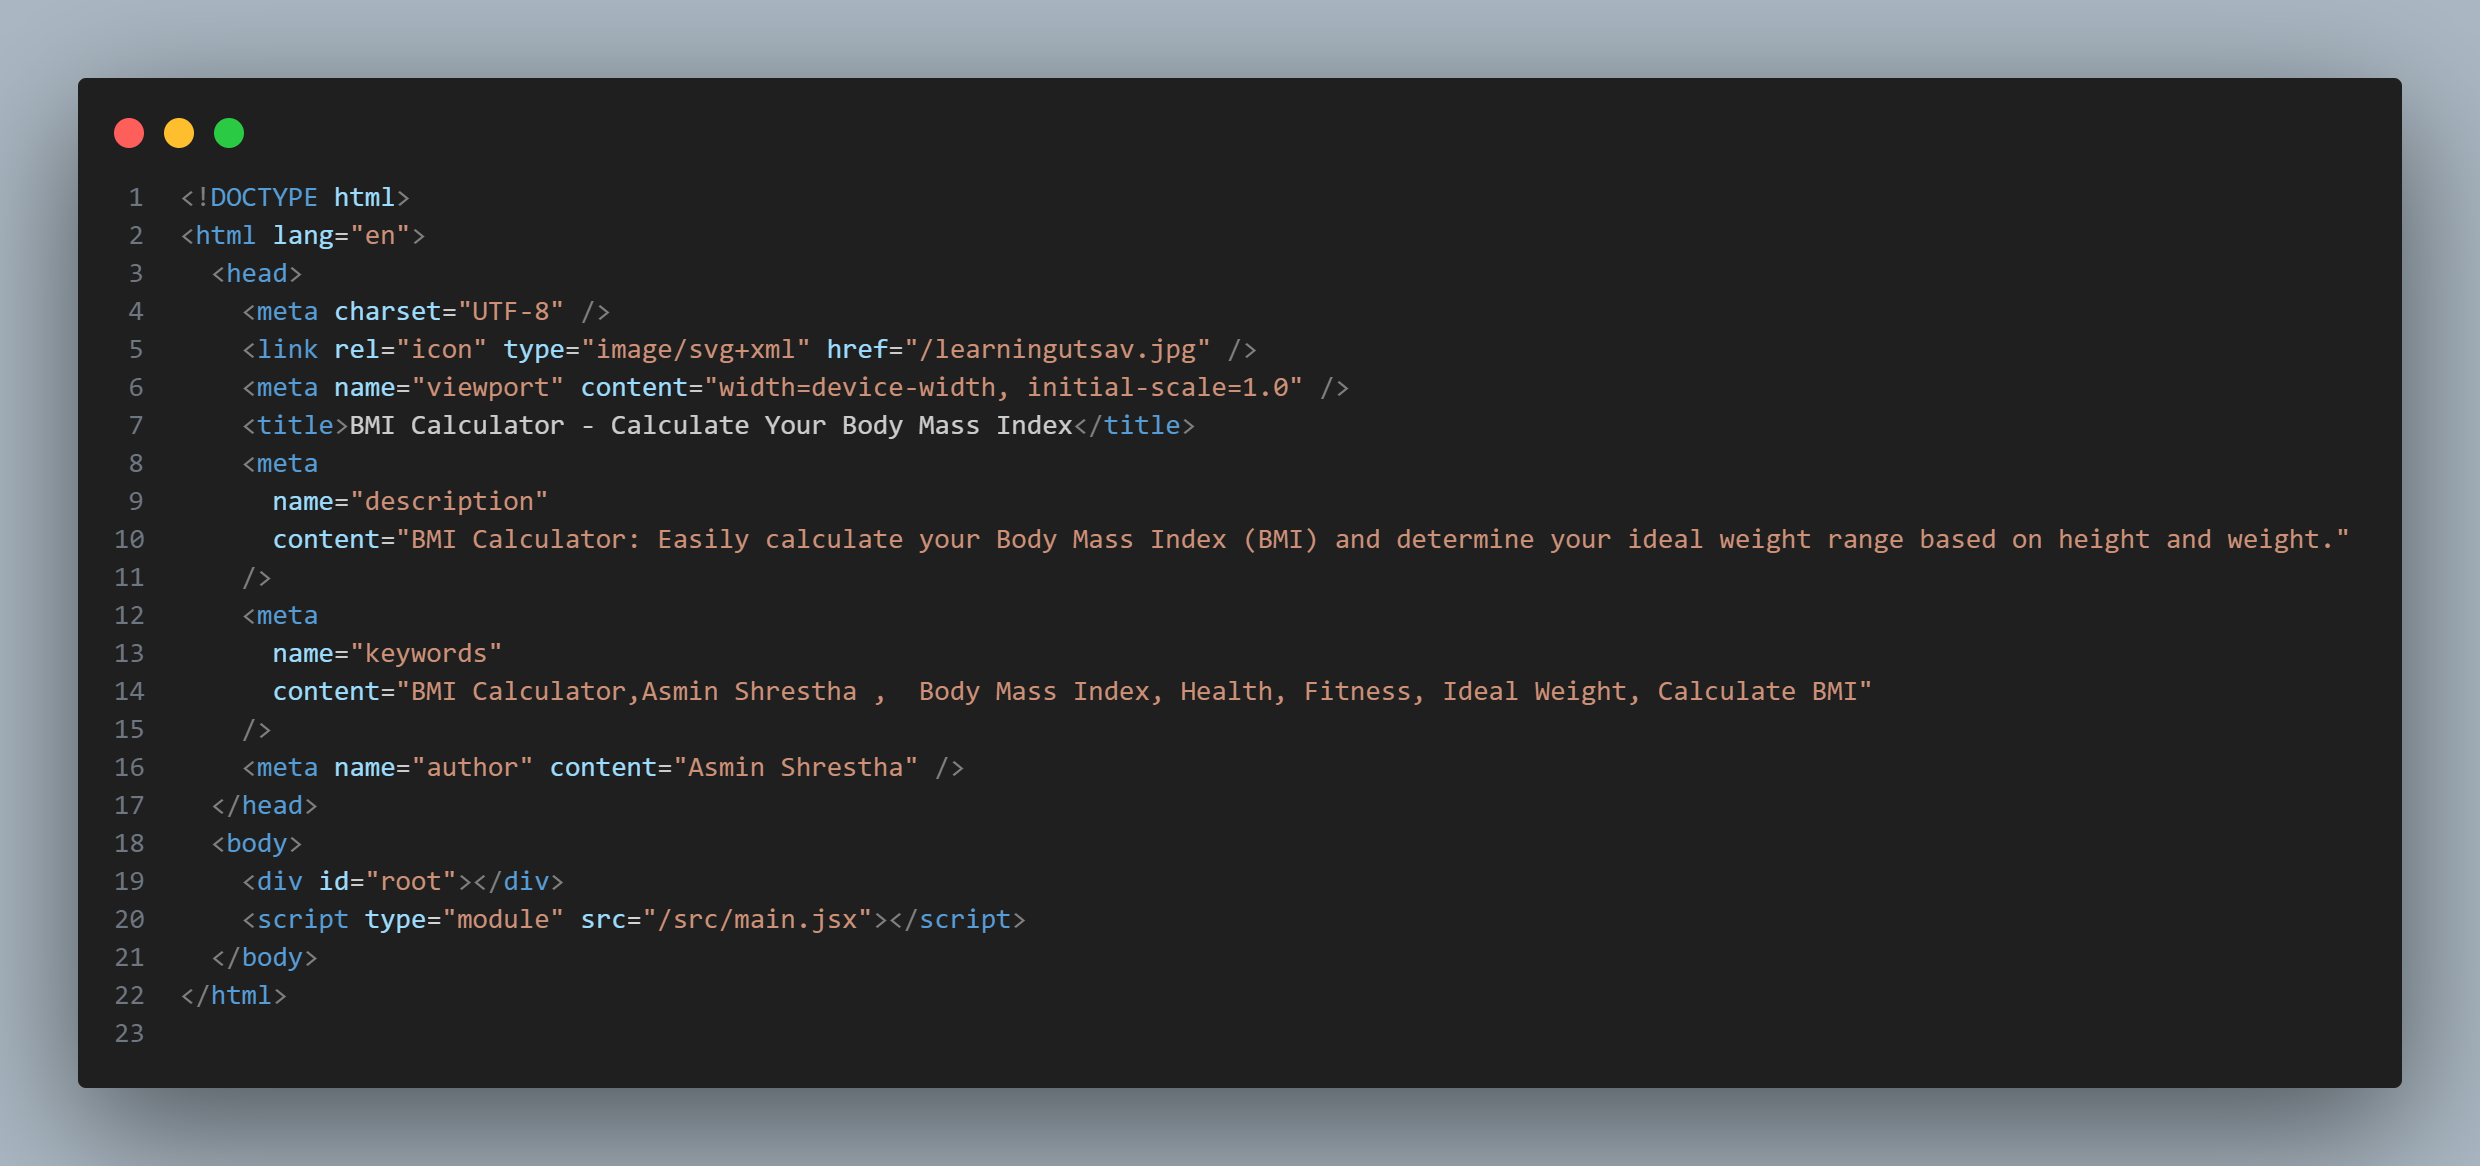 1 <!DOCTYPE html>
2 <html lang="en">
3   <head>
4     <meta charset="UTF-8" />
5     <link rel="icon" type="image/svg+xml" href="/learningutsav.jpg" />
6     <meta name="viewport" content="width=device-width, initial-scale=1.0" />
7     <title>BMI Calculator - Calculate Your Body Mass Index</title>
8     <meta
9       name="description"
10       content="BMI Calculator: Easily calculate your Body Mass Index (BMI) and determine your ideal weight range based on height and weight."
11     />
12     <meta
13       name="keywords"
14       content="BMI Calculator,Asmin Shrestha ,  Body Mass Index, Health, Fitness, Ideal Weight, Calculate BMI"
15     />
16     <meta name="author" content="Asmin Shrestha" />
17   </head>
18   <body>
19     <div id="root"></div>
20     <script type="module" src="/src/main.jsx"></script>
21   </body>
22 </html>
23